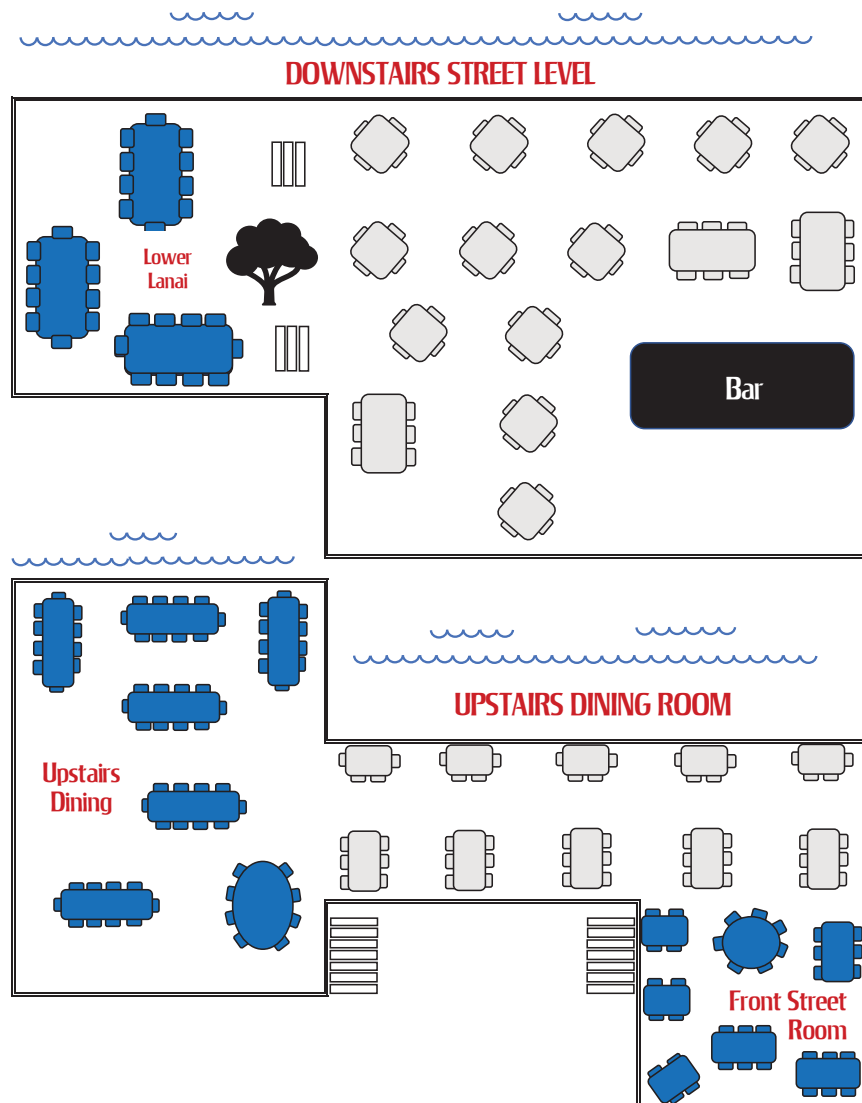 DOWNSTAIRS STREET LEVEL
Lower
Lanai
Bar
UPSTAIRS DINING ROOM
Upstairs
Dining
Front Street
Room